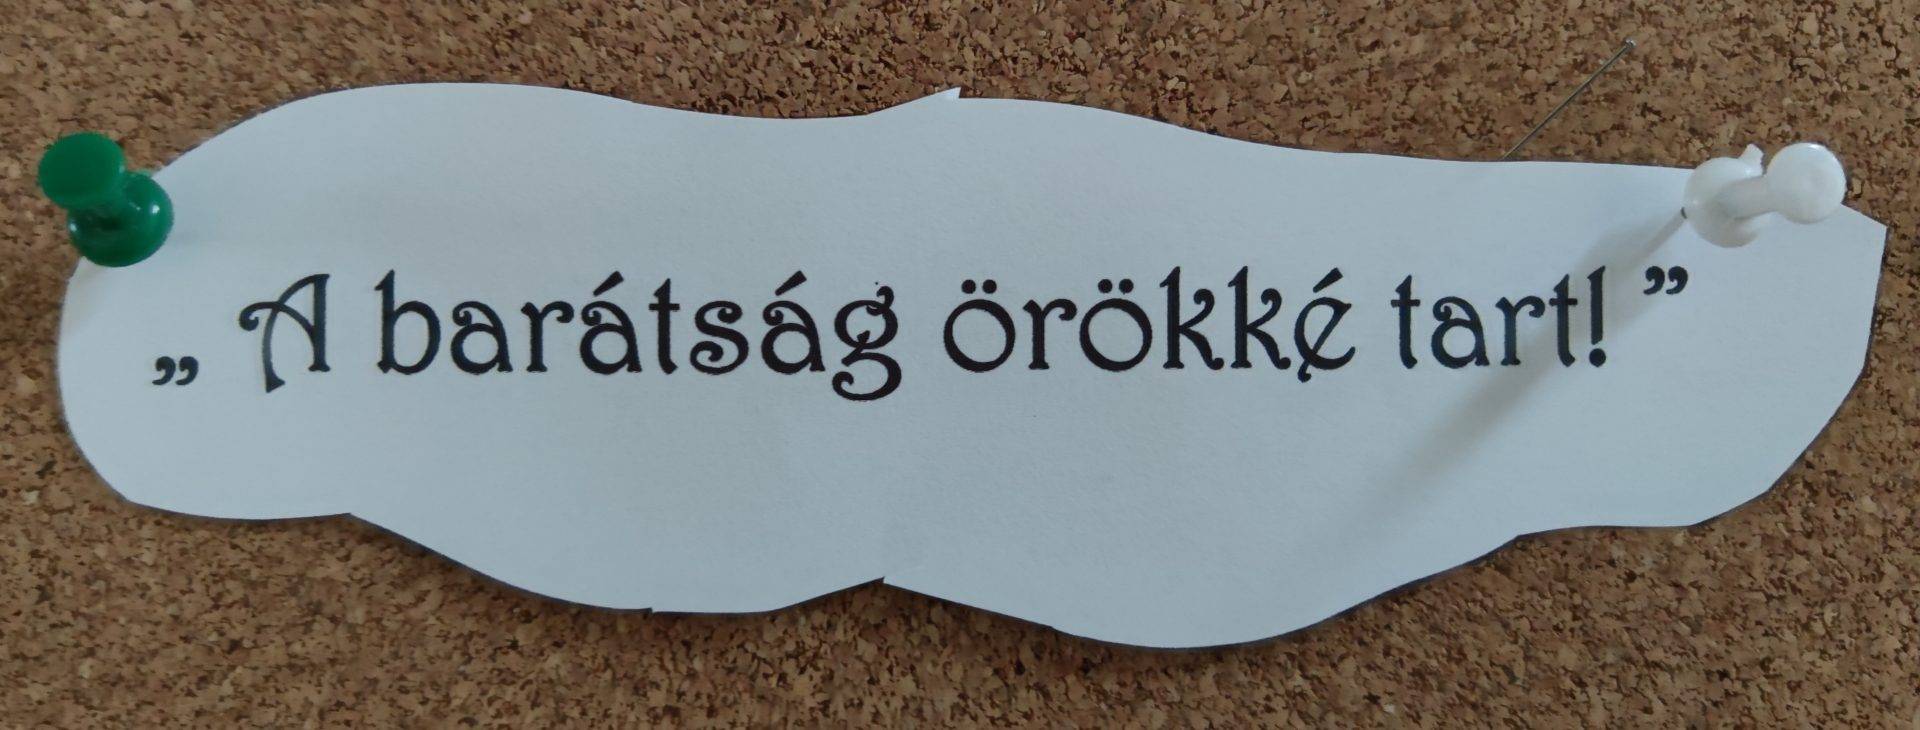 „ A barátság örökké tart! ”